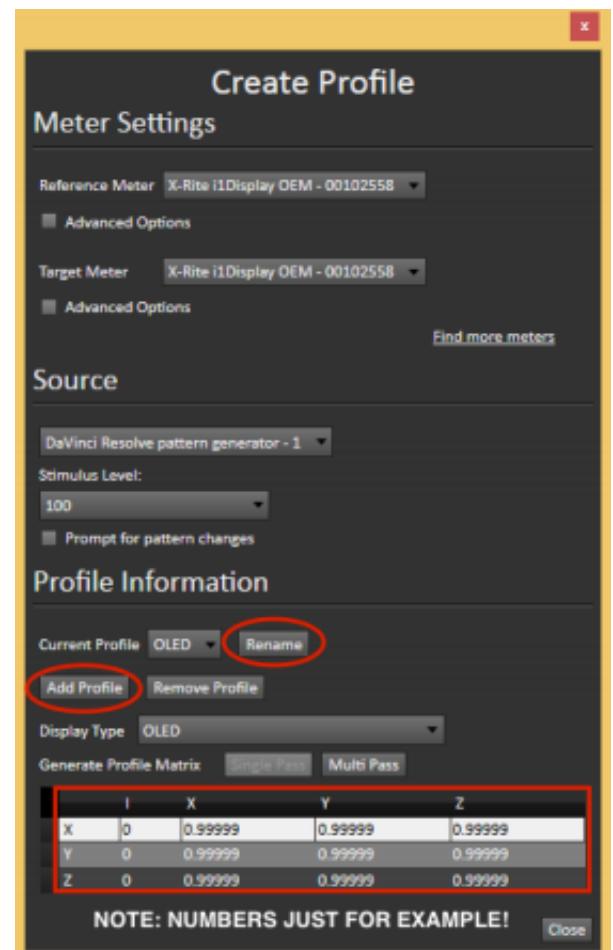 x
Create Profile
Meter Settings
Reference Meter X-Rite i1Display OEM - 00102558
Advanced Options
Target Meter X-Rite i1Display OEM - 00102558
Advanced Options
Find more meters
Source
DaVinci Resolve pattern generator - 1
Stimulus Level:
100
Prompt for pattern changes
Profile Information
Current Profile OLED Rename
Add Profile Remove Profile
Display Type OLED
Generate Profile Matrix Single Pass Multi Pass
I X Y Z
X 0 0.99999 0.99999 0.99999
Y 0 0.99999 0.99999 0.99999
Z 0 0.99999 0.99999 0.99999
NOTE: NUMBERS JUST FOR EXAMPLE! Close